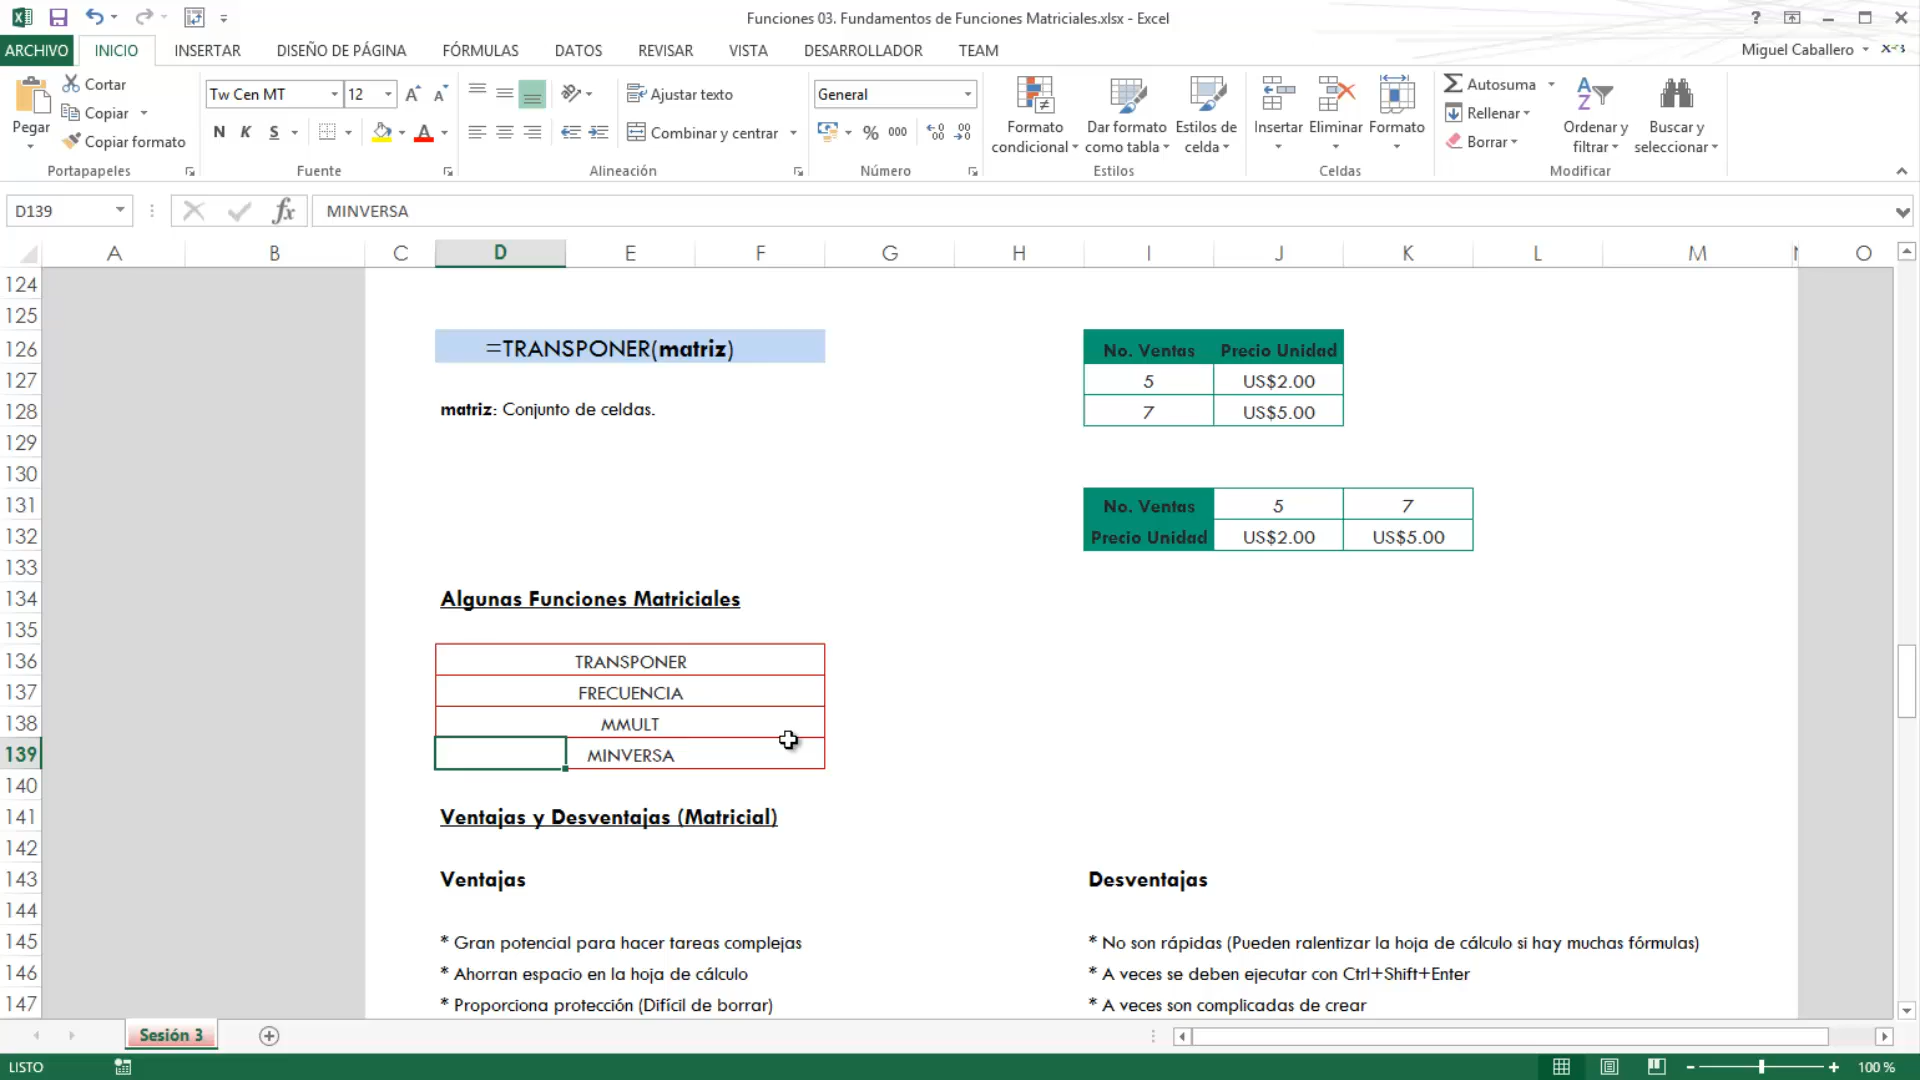 Funciones 03. Fundamentos de Funciones Matriciales.xlsx - Excel
ARCHIVO INICIO INSERTAR DISEÑO DE PÁGINA FÓRMULAS DATOS REVISAR VISTA DESARROLLADOR TEAM Miguel Caballero
Pegar
Cortar
Copiar
Copiar formato
Portapapeles
Tw Cen MT 12
N K S
Fuente
Ajustar texto
Combinar y centrar
Alineación
General
% 000
Número
Formato condicional
Dar formato como tabla
Estilos de celda
Estilos
Insertar Eliminar Formato
Celdas
Autosuma
Rellenar
Borrar
Ordenar y filtrar
Buscar y seleccionar
Modificar
D139 fx MINVERSA
A B C D E F G H I J K L M O
124
125
126 =TRANSPONER(matriz) No. Ventas Precio Unidad
127 5 US$2.00
128 matriz: Conjunto de celdas. 7 US$5.00
129
130
131 No. Ventas 5 7
132 Precio Unidad US$2.00 US$5.00
133
134 Algunas Funciones Matriciales
135
136 TRANSPONER
137 FRECUENCIA
138 MMULT
139 MINVERSA
140
141 Ventajas y Desventajas (Matricial)
142
143 Ventajas Desventajas
144
145 * Gran potencial para hacer tareas complejas * No son rápidas (Pueden ralentizar la hoja de cálculo si hay muchas fórmulas)
146 * Ahorran espacio en la hoja de cálculo * A veces se deben ejecutar con Ctrl+Shift+Enter
147 * Proporciona protección (Difícil de borrar) * A veces son complicadas de crear
Sesión 3
LISTO 100 %